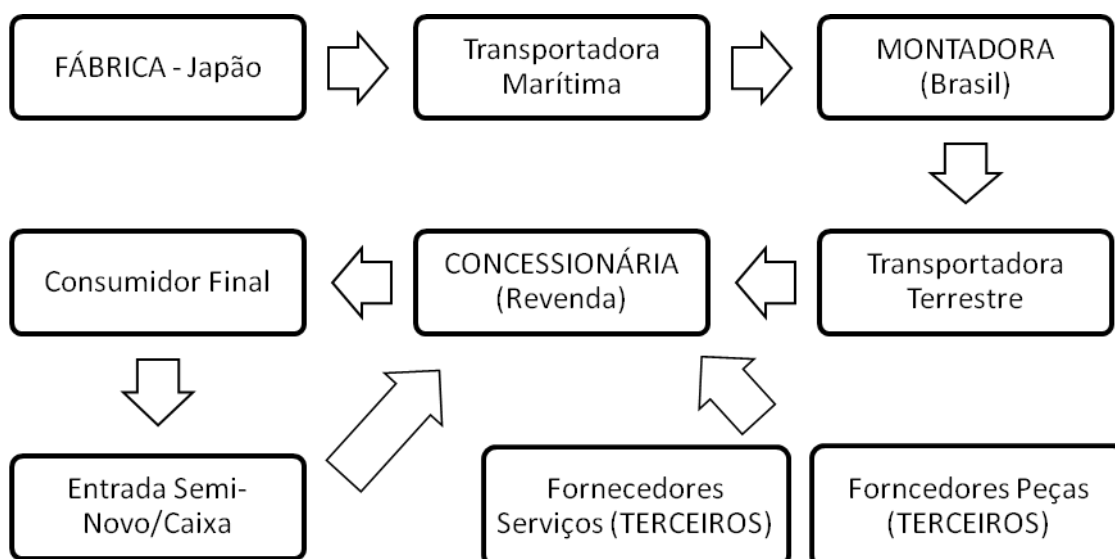 FÁBRICA - Japão
Transportadora
Marítima
MONTADORA
(Brasil)
Consumidor Final
CONCESSIONÁRIA
(Revenda)
Transportadora
Terrestre
Entrada Semi-
Novo/Caixa
Fornecedores
Serviços (TERCEIROS)
Forncedores Peças
(TERCEIROS)